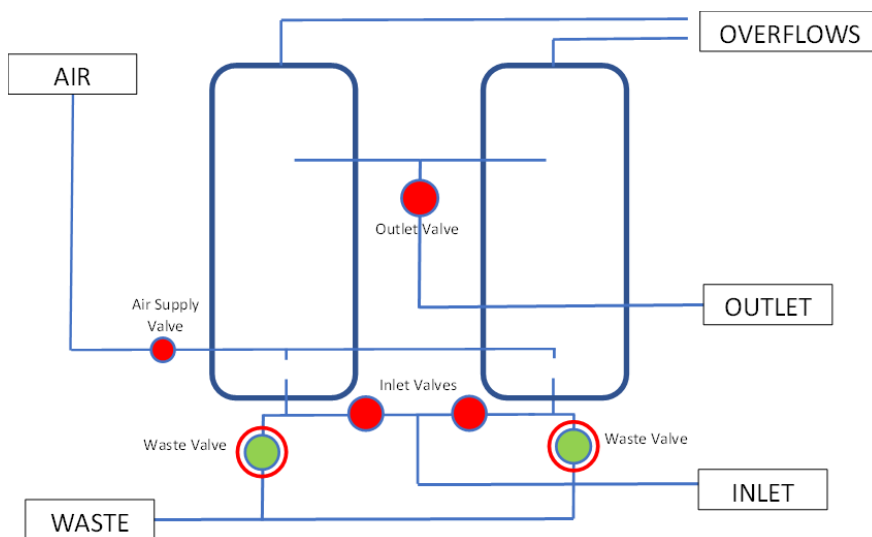 OVERFLOWS
AIR
Outlet Valve
Air Supply
Valve
OUTLET
Inlet Valves
Waste Valve
Waste Valve
INLET
WASTE